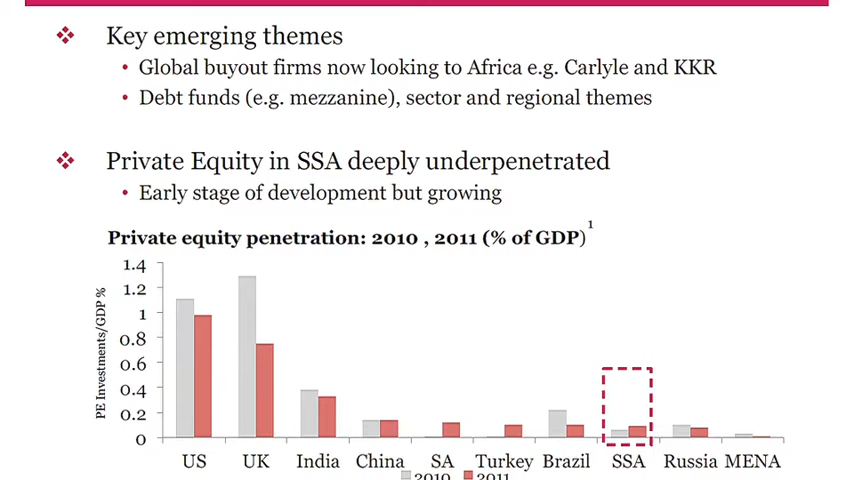 Key emerging themes
• Global buyout firms now looking to Africa e.g. Carlyle and KKR
• Debt funds (e.g. mezzanine), sector and regional themes
Private Equity in SSA deeply underpenetrated
• Early stage of development but growing
Private equity penetration: 2010 , 2011 (% of GDP)1
PE Investments/GDP %
1.4
1.2
1
0.8
0.6
0.4
0.2
0
US UK India China SA Turkey Brazil SSA Russia MENA
2010 2011